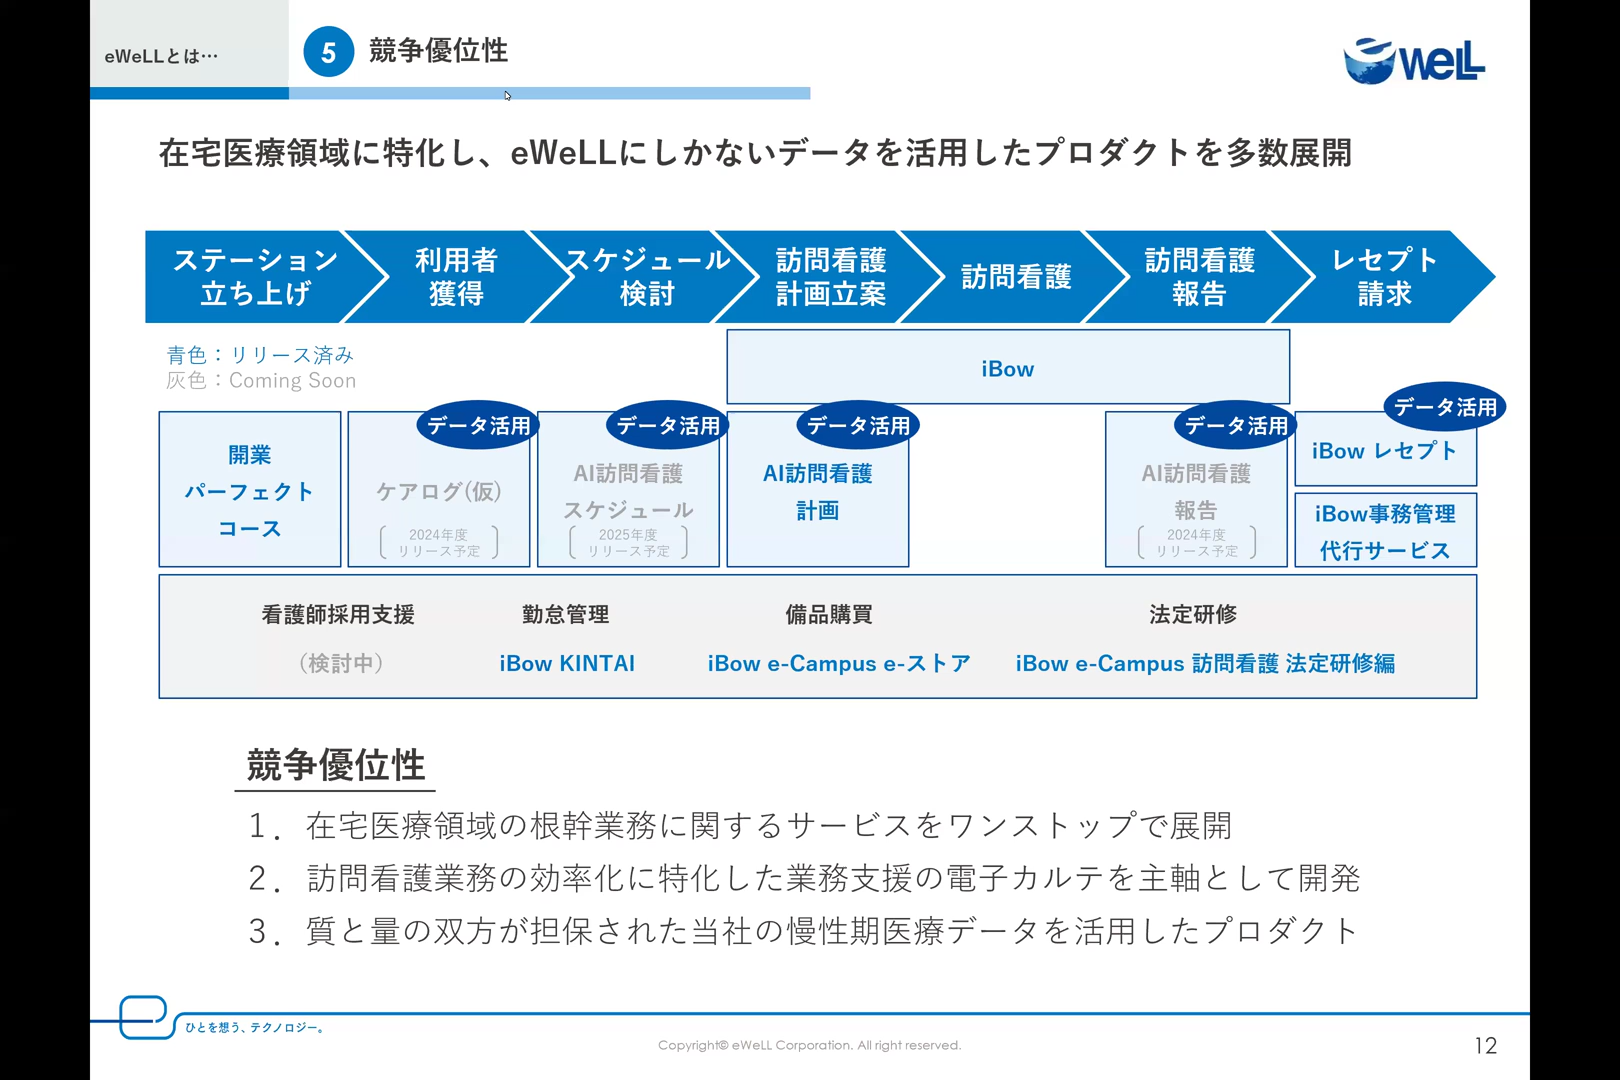 eWeLLとは…
5 競争優位性
weLL
在宅医療領域に特化し、eWeLLにしかないデータを活用したプロダクトを多数展開
ステーション
立ち上げ
利用者
獲得
スケジュール
検討
訪問看護
計画立案
訪問看護
訪問看護
報告
レセプト
請求
青色：リリース済み
灰色：Coming Soon
iBow
開業
パーフェクト
コース
データ活用
ケアログ(仮)
2024年度
リリース予定
データ活用
AI訪問看護
スケジュール
2025年度
リリース予定
データ活用
AI訪問看護
計画
データ活用
AI訪問看護
報告
2024年度
リリース予定
データ活用
iBow レセプト
iBow事務管理
代行サービス
看護師採用支援
（検討中）
勤怠管理
iBow KINTAI
備品購買
iBow e-Campus e-ストア
法定研修
iBow e-Campus 訪問看護 法定研修編
競争優位性
1．在宅医療領域の根幹業務に関するサービスをワンストップで展開
2．訪問看護業務の効率化に特化した業務支援の電子カルテを主軸として開発
3．質と量の双方が担保された当社の慢性期医療データを活用したプロダクト
ひとを想う、テクノロジー。
Copyright© eWeLL Corporation. All right reserved.
12